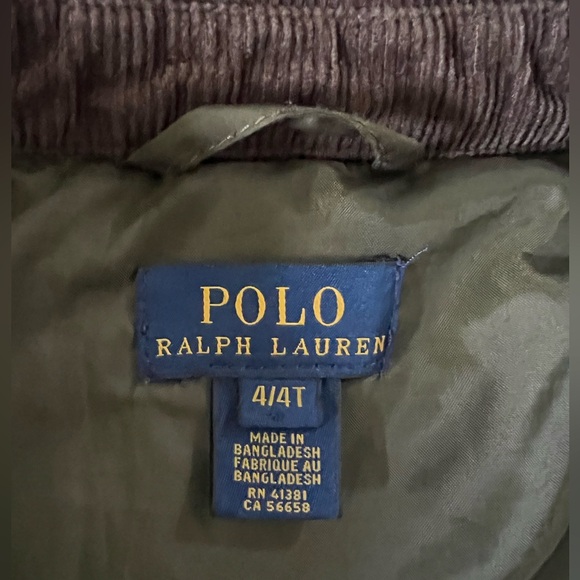 POLO
RALPH LAUREN
4/4T
MADE IN
BANGLADESH
FABRIQUE AU
BANGLADESH
RN 41381
CA 56658